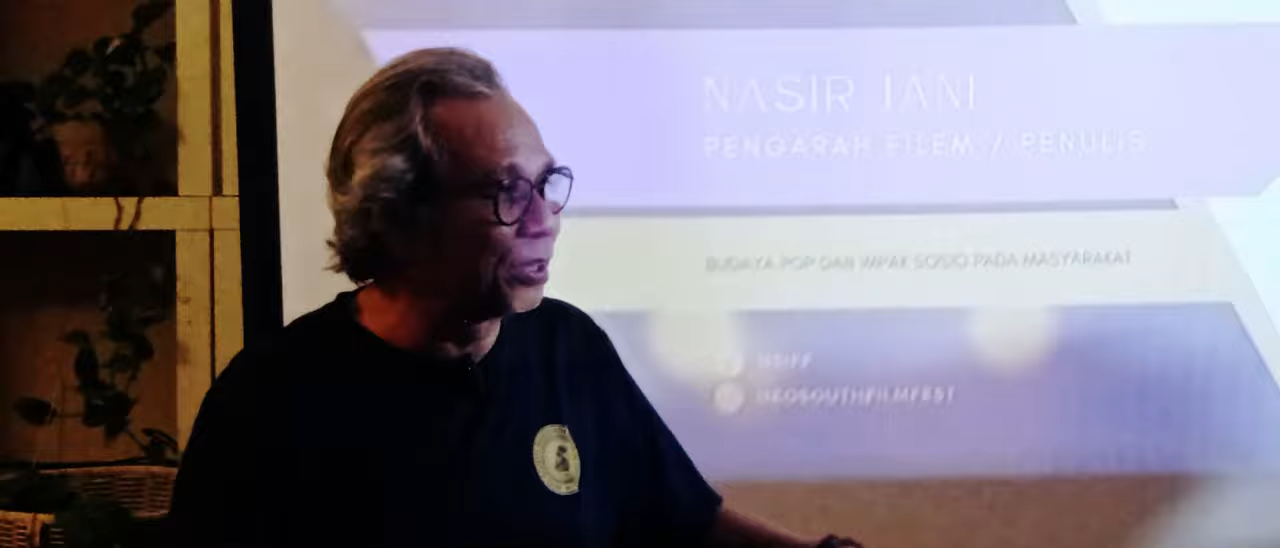 NASIR JANI
PENGARAH FILEM / PENULIS
BUDAYA POP DAN IMPAK SOSIO PADA MASYARAKAT
NSIFF
NEOSOUTHFILMFEST